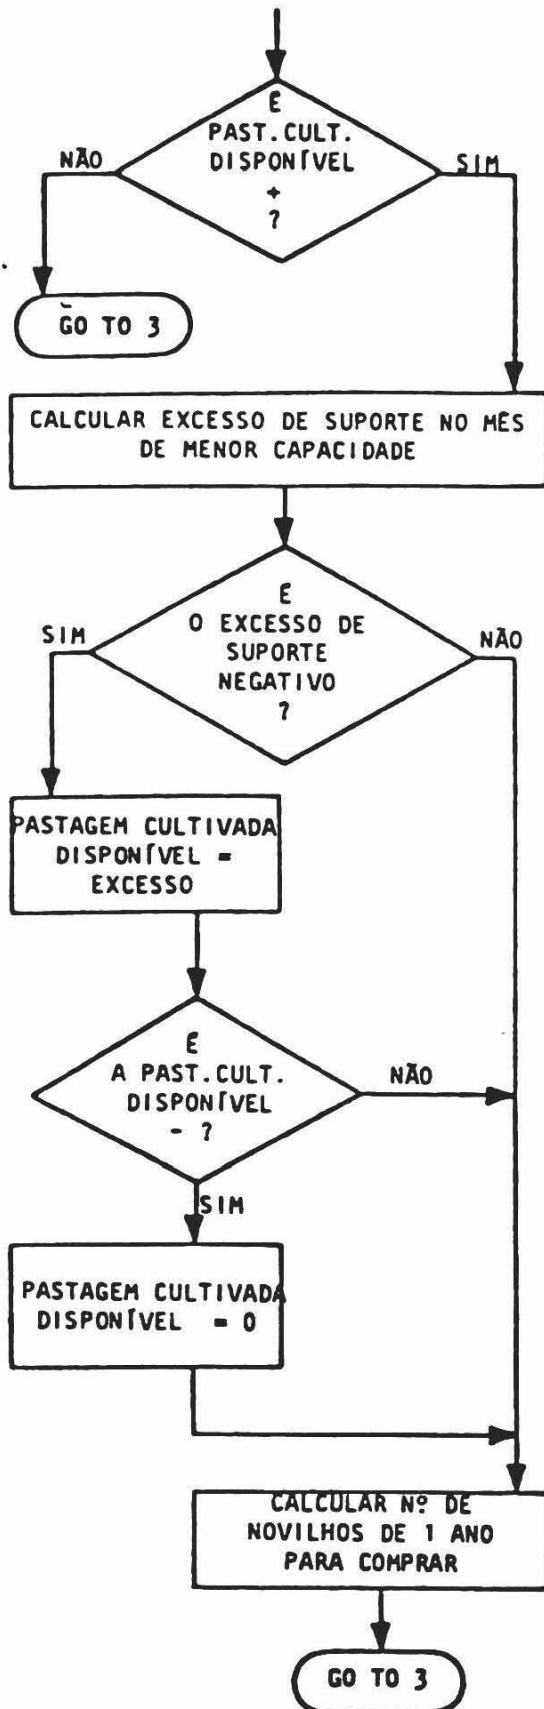 É
PAST.CULT.
DISPONÍVEL
+
?
NÃO
SIM
GO TO 3
CALCULAR EXCESSO DE SUPORTE NO MÊS
DE MENOR CAPACIDADE
É
O EXCESSO DE
SUPORTE
NEGATIVO
?
SIM
NÃO
PASTAGEM CULTIVADA
DISPONÍVEL =
EXCESSO
É
A PAST.CULT.
DISPONÍVEL
- ?
NÃO
SIM
PASTAGEM CULTIVADA
DISPONÍVEL = 0
CALCULAR Nº DE
NOVILHOS DE 1 ANO
PARA COMPRAR
GO TO 3